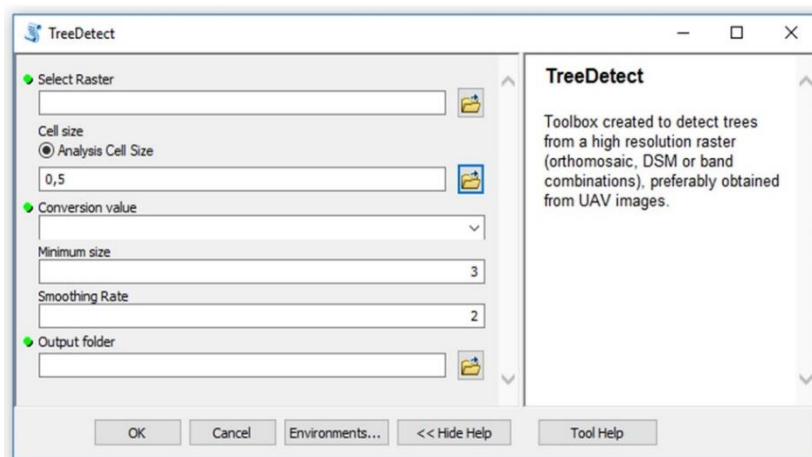 TreeDetect
Select Raster
Cell size
Analysis Cell Size
0,5
Conversion value
Minimum size
3
Smoothing Rate
2
Output folder
TreeDetect
Toolbox created to detect trees
from a high resolution raster
(orthomosaic, DSM or band
combinations), preferably obtained
from UAV images.
OK
Cancel
Environments...
<< Hide Help
Tool Help